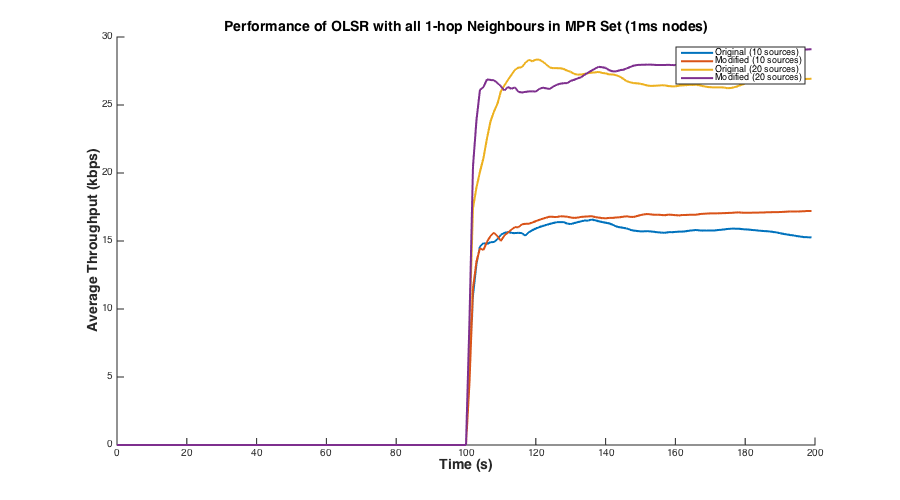 Performance of OLSR with all 1-hop Neighbours in MPR Set (1ms nodes)
Original (10 sources)
Modified (10 sources)
Original (20 sources)
Modified (20 sources)
Average Throughput (kbps)
30
25
20
15
10
5
0
0 20 40 60 80 100 120 140 160 180 200
Time (s)